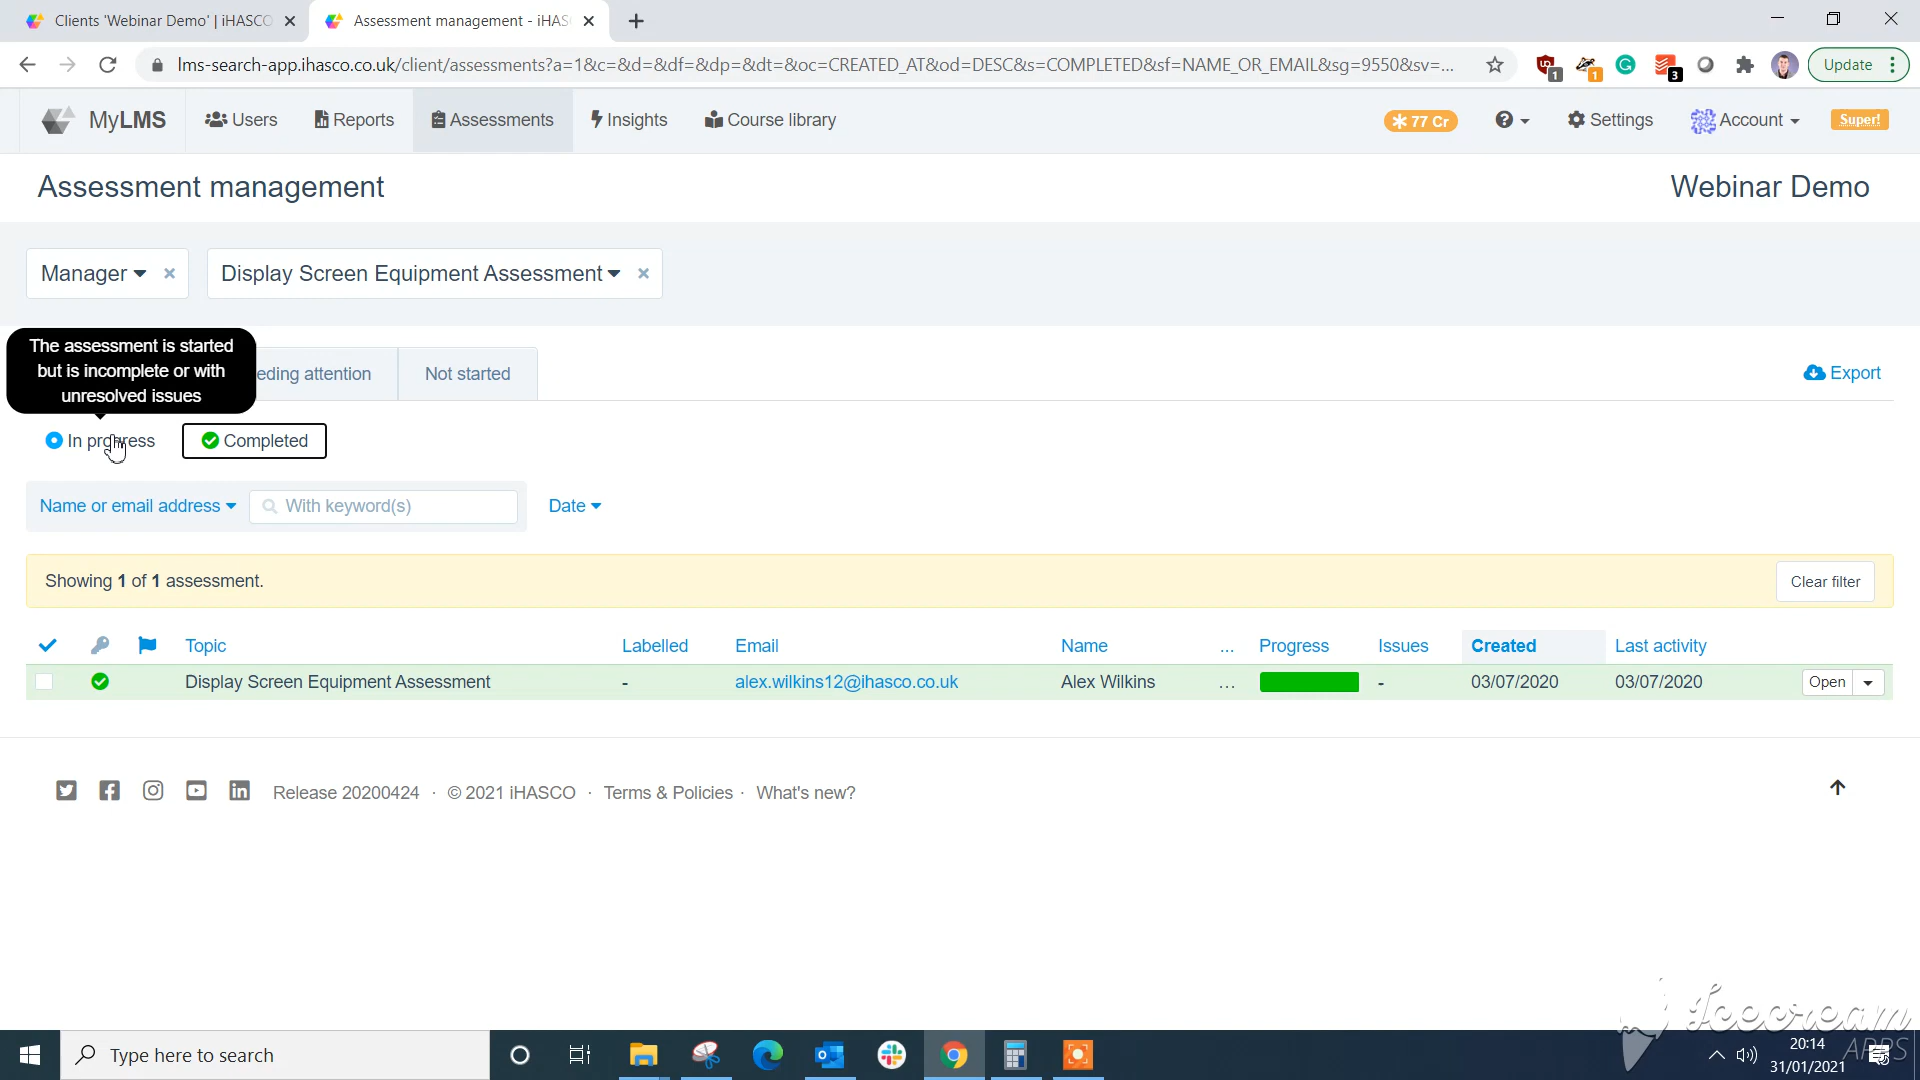 Clients 'Webinar Demo' | iHASCO
Assessment management - iHAS
lms-search-app.ihasco.co.uk/client/assessments?a=1&c=&d=&df=&dp=&dt=&oc=CREATED_AT&od=DESC&s=COMPLETED&sf=NAME_OR_EMAIL&sg=9550&sv=...
1
1
3
Update
MyLMS
Users
Reports
Assessments
Insights
Course library
77 Cr
Settings
Account
Super!
Assessment management
Webinar Demo
Manager
Display Screen Equipment Assessment
The assessment is started
but is incomplete or with
unresolved issues
eding attention
Not started
Export
In progress
Completed
Name or email address
With keyword(s)
Date
Showing 1 of 1 assessment.
Clear filter
Topic
Labelled
Email
Name
...
Progress
Issues
Created
Last activity
Display Screen Equipment Assessment
-
alex.wilkins12@ihasco.co.uk
Alex Wilkins
...
-
03/07/2020
03/07/2020
Open
Release 20200424 · © 2021 iHASCO · Terms & Policies · What's new?
Icecream
APPS
Type here to search
20:14
31/01/2021